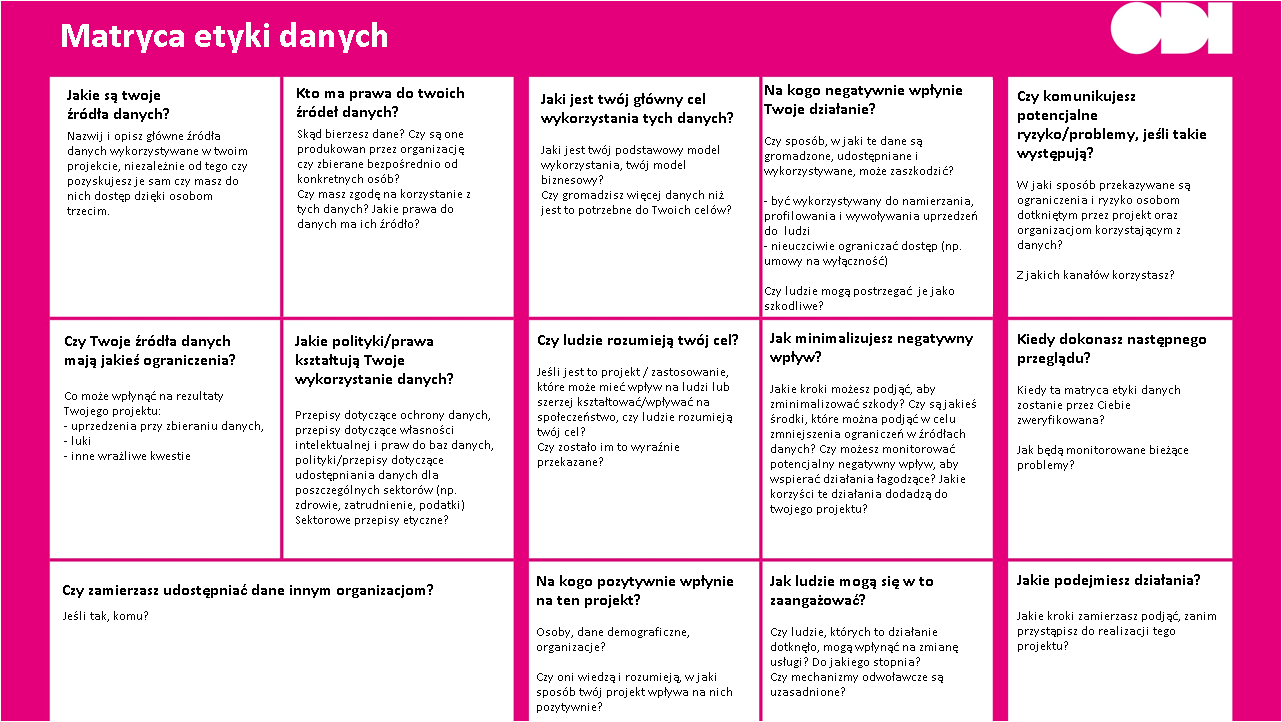 Matryca etyki danych
ODI
Jakie są twoje
źródła danych?
Nazwij i opisz główne źródła
danych wykorzystywane w twoim
projekcie, niezależnie od tego czy
pozyskujesz je sam czy masz do
nich dostęp dzięki osobom
trzecim.
Kto ma prawa do twoich
źródeł danych?
Skąd bierzesz dane? Czy są one
produkowan przez organizację
czy zbierane bezpośrednio od
konkretnych osób?
Czy masz zgodę na korzystanie z
tych danych? Jakie prawa do
danych ma ich źródło?
Jaki jest twój główny cel
wykorzystania tych danych?
Jaki jest twój podstawowy model
wykorzystania, twój model
biznesowy?
Czy gromadzisz więcej danych niż
jest to potrzebne do Twoich celów?
Na kogo negatywnie wpłynie
Twoje działanie?
Czy sposób, w jaki te dane są
gromadzone, udostępniane i
wykorzystywane, może zaszkodzić?
- być wykorzystywany do namierzania,
profilowania i wywoływania uprzedzeń
do ludzi
- nieuczciwie ograniczać dostęp (np.
umowy na wyłączność)
Czy ludzie mogą postrzegać je jako
szkodliwe?
Czy komunikujesz
potencjalne
ryzyko/problemy, jeśli takie
występują?
W jaki sposób przekazywane są
ograniczenia i ryzyko osobom
dotkniętym przez projekt oraz
organizacjom korzystającym z
danych?
Z jakich kanałów korzystasz?
Czy Twoje źródła danych
mają jakieś ograniczenia?
Co może wpłynąć na rezultaty
Twojego projektu:
- uprzedzenia przy zbieraniu danych,
- luki
- inne wrażliwe kwestie
Jakie polityki/prawa
kształtują Twoje
wykorzystanie danych?
Przepisy dotyczące ochrony danych,
przepisy dotyczące własności
intelektualnej i praw do baz danych,
polityki/przepisy dotyczące
udostępniania danych dla
poszczególnych sektorów (np.
zdrowie, zatrudnienie, podatki)
Sektorowe przepisy etyczne?
Czy ludzie rozumieją twój cel?
Jeśli jest to projekt / zastosowanie,
które może mieć wpływ na ludzi lub
szerzej kształtować/wpływać na
społeczeństwo, czy ludzie rozumieją
twój cel?
Czy zostało im to wyraźnie
przekazane?
Jak minimalizujesz negatywny
wpływ?
Jakie kroki możesz podjąć, aby
zminimalizować szkody? Czy są jakieś
środki, które można podjąć w celu
zmniejszenia ograniczeń w źródłach
danych? Czy możesz monitorować
potencjalny negatywny wpływ, aby
wspierać działania łagodzące? Jakie
korzyści te działania dodadzą do
twojego projektu?
Kiedy dokonasz następnego
przeglądu?
Kiedy ta matryca etyki danych
zostanie przez Ciebie
zweryfikowana?
Jak będą monitorowane bieżące
problemy?
Czy zamierzasz udostępniać dane innym organizacjom?
Jeśli tak, komu?
Na kogo pozytywnie wpłynie
na ten projekt?
Osoby, dane demograficzne,
organizacje?
Czy oni wiedzą i rozumieją, w jaki
sposób twój projekt wpływa na nich
pozytywnie?
Jak ludzie mogą się w to
zaangażować?
Czy ludzie, których to działanie
dotknęło, mogą wpłynąć na zmianę
usługi? Do jakiego stopnia?
Czy mechanizmy odwoławcze są
uzasadnione?
Jakie podejmiesz działania?
Jakie kroki zamierzasz podjąć, zanim
przystąpisz do realizacji tego
projektu?